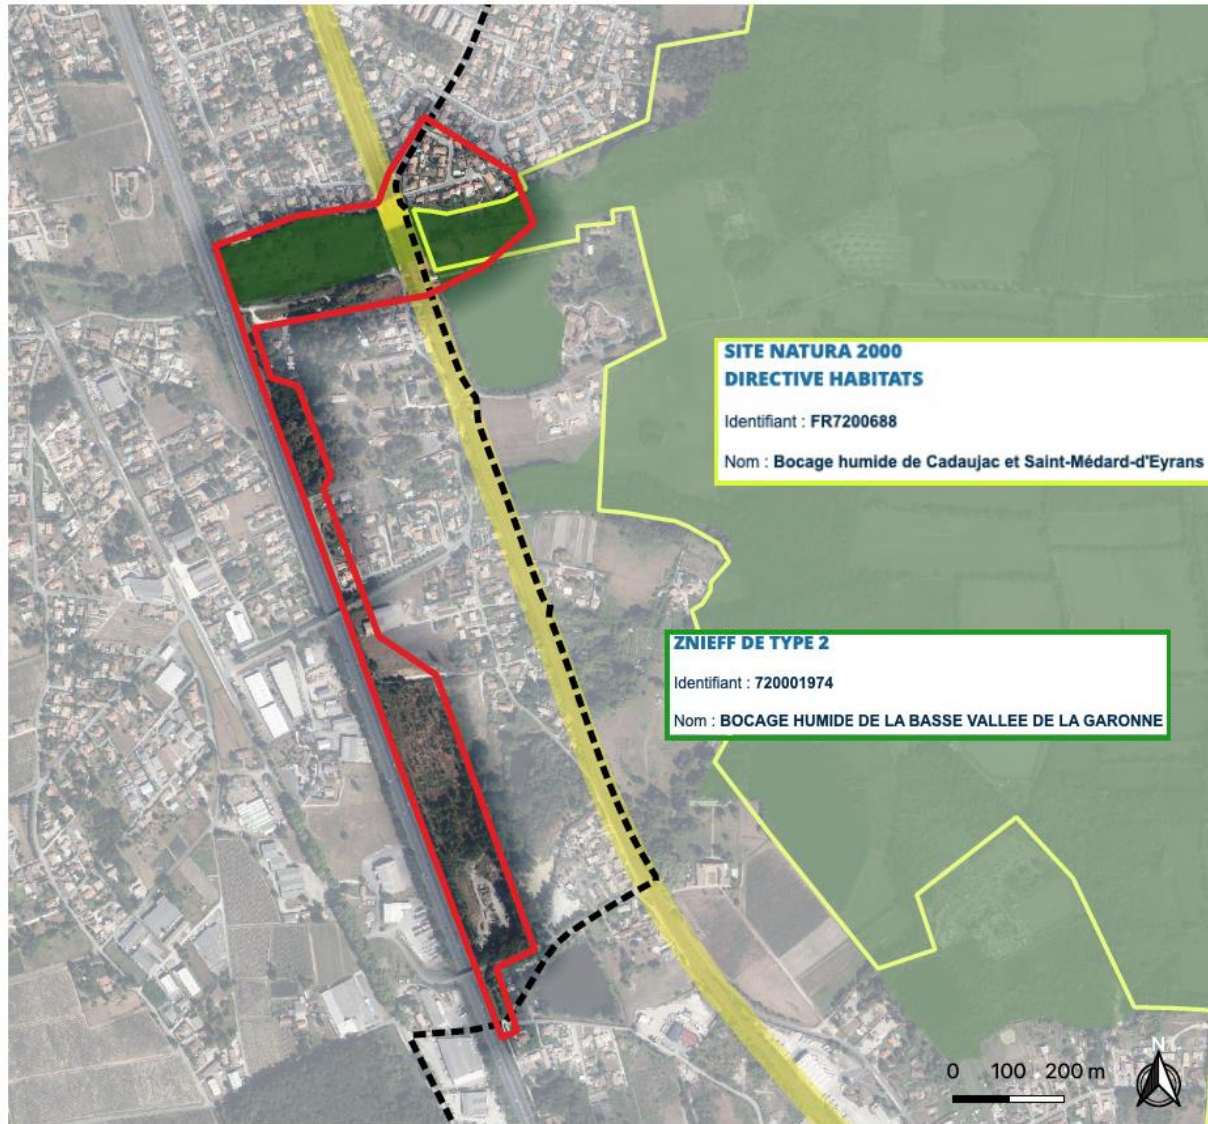 SITE NATURA 2000
DIRECTIVE HABITATS
Identifiant : FR7200688
Nom : Bocage humide de Cadaujac et Saint-Médard-d'Eyrans
ZNIEFF DE TYPE 2
Identifiant : 720001974
Nom : BOCAGE HUMIDE DE LA BASSE VALLEE DE LA GARONNE
N
0 100 200 m